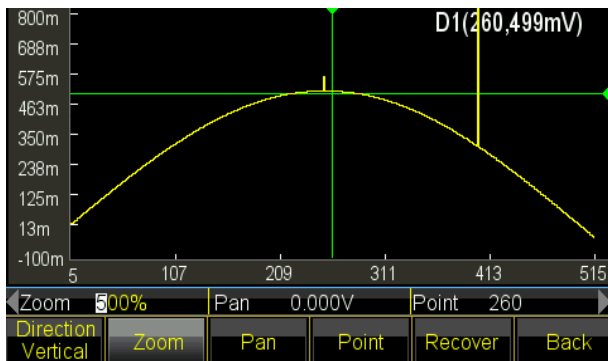 800m
D1(260,499mV)
688m
575m
463m
350m
238m
125m
13m
-100m
5 107 209 311 413 515
Zoom 500% Pan 0.000V Point 260
Direction Vertical Zoom Pan Point Recover Back